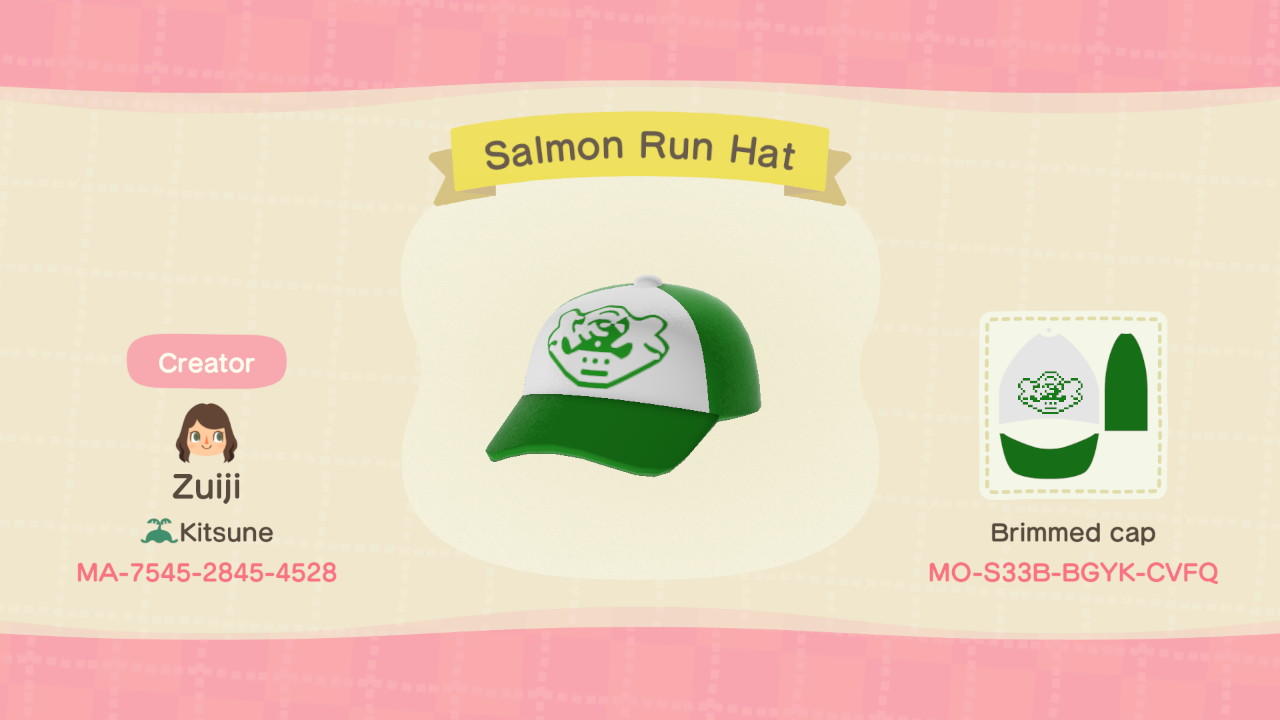 Salmon Run Hat
Creator
Zuiji
Kitsune
MA-7545-2845-4528
Brimmed cap
MO-S33B-BGYK-CVFQ